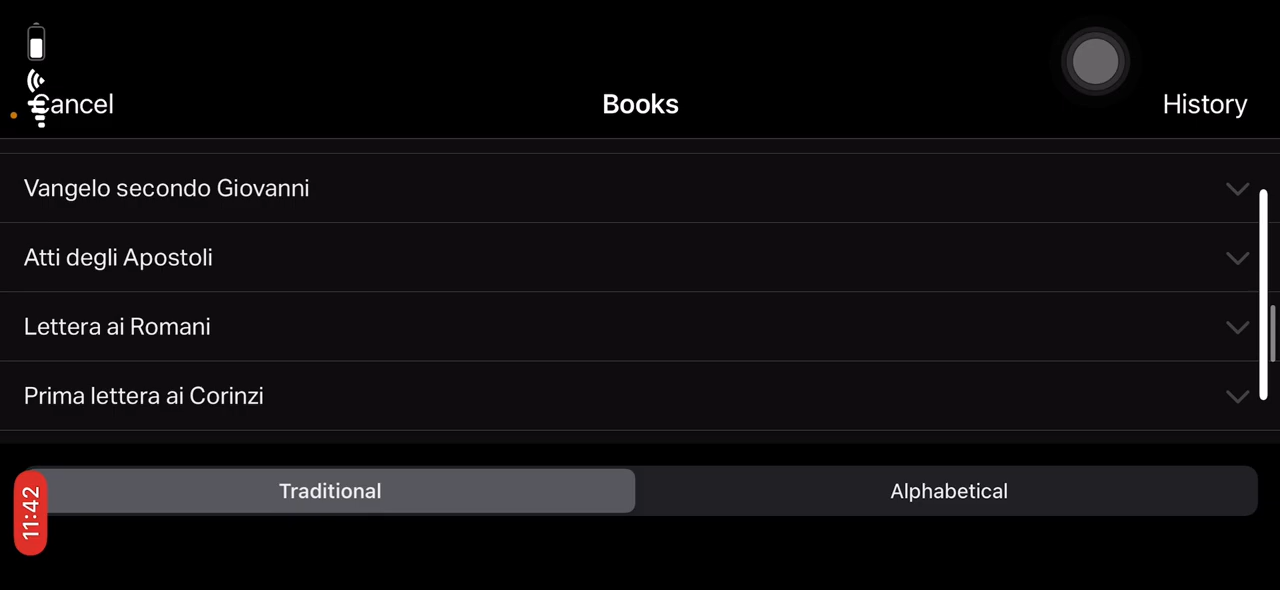 Cancel
Books
History
Vangelo secondo Giovanni
Atti degli Apostoli
Lettera ai Romani
Prima lettera ai Corinzi
Traditional
Alphabetical
11:42